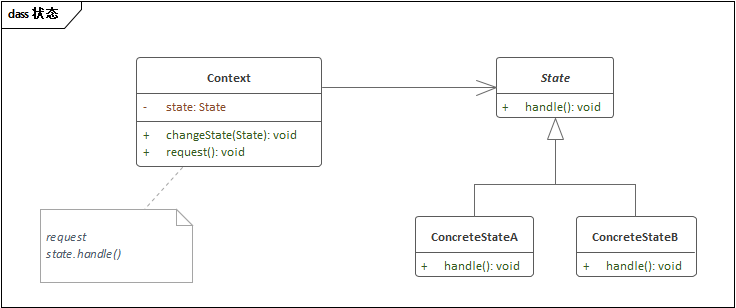 class 状态
Context
- state: State
+ changeState(State): void
+ request(): void
State
+ handle(): void
request
state.handle()
ConcreteStateA
+ handle(): void
ConcreteStateB
+ handle(): void